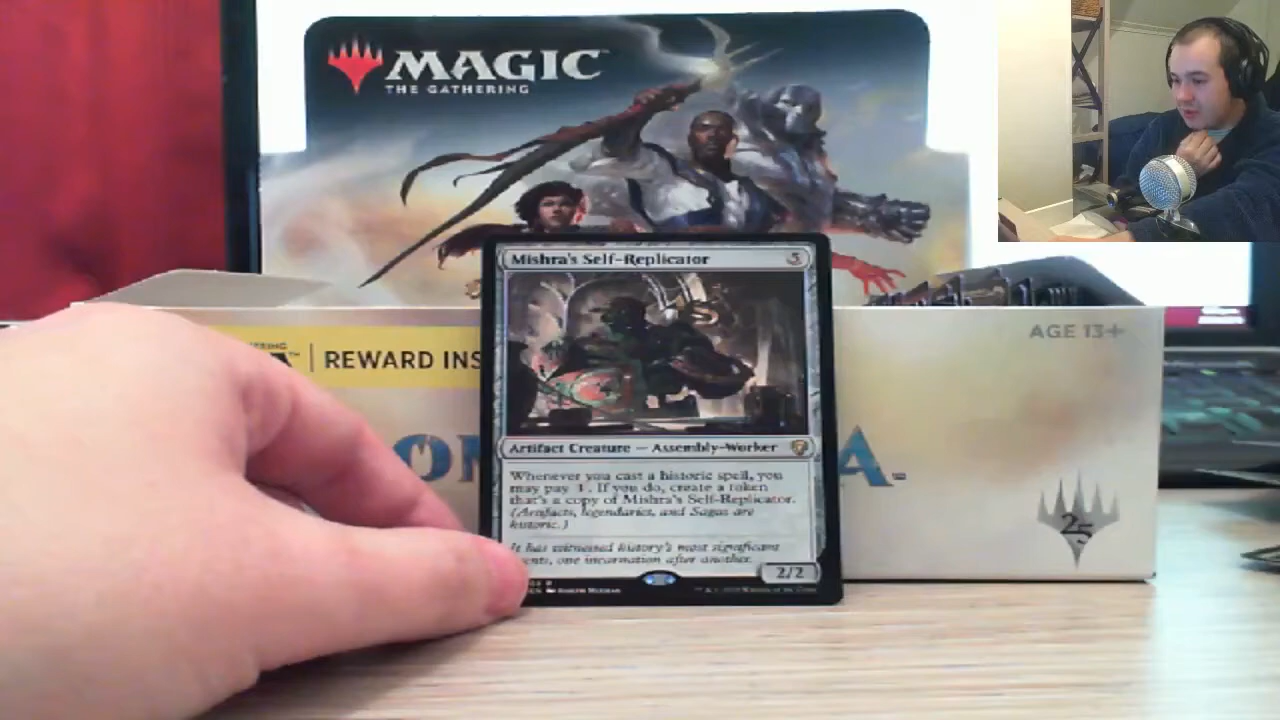 MAGIC
THE GATHERING
Mishra's Self-Replicator 5
REWARD INS
AGE 13+
Artifact Creature — Assembly-Worker
Whenever you cast a historic spell, you
may pay 1. If you do, create a token
that's a copy of Mishra's Self-Replicator.
(Artifacts, legendaries, and Sagas are
historic.)
It has witnessed history's most significant
ents, one incarnation after another.
2/2
25